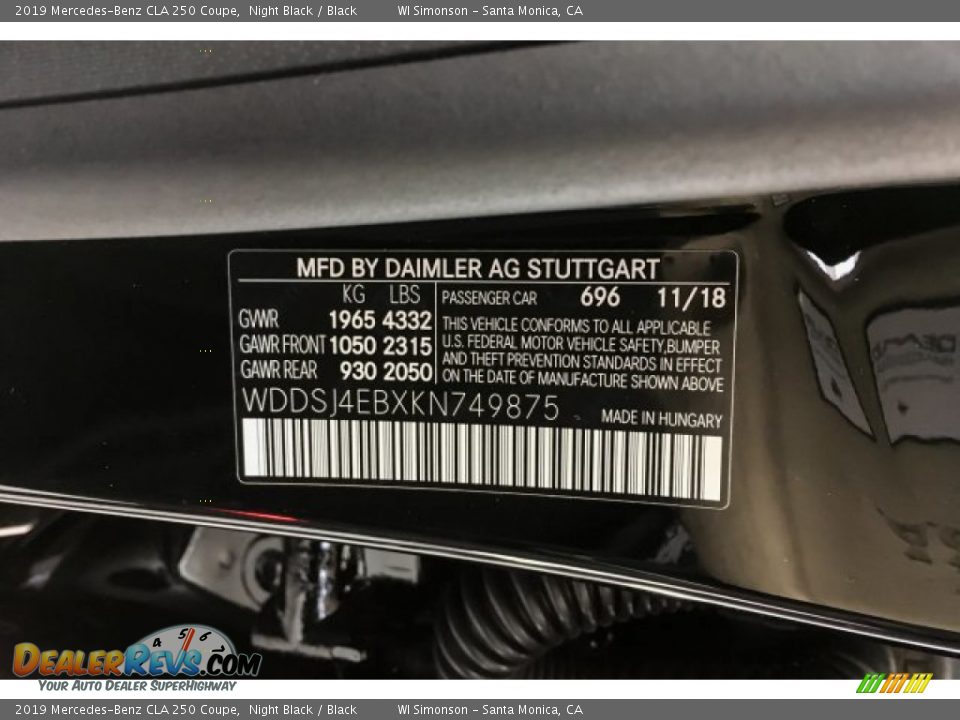 2019 Mercedes-Benz CLA 250 Coupe, Night Black / Black WI Simonson - Santa Monica, CA
MFD BY DAIMLER AG STUTTGART
KG LBS
GVWR 1965 4332
GAWR FRONT 1050 2315
GAWR REAR 930 2050
PASSENGER CAR 696 11/18
THIS VEHICLE CONFORMS TO ALL APPLICABLE
U.S. FEDERAL MOTOR VEHICLE SAFETY,BUMPER
AND THEFT PREVENTION STANDARDS IN EFFECT
ON THE DATE OF MANUFACTURE SHOWN ABOVE
WDDSJ4EBXKN749875
MADE IN HUNGARY
4 5 6
DEALERREVS.COM
YOUR AUTO DEALER SUPERHIGHWAY
2019 Mercedes-Benz CLA 250 Coupe, Night Black / Black WI Simonson - Santa Monica, CA